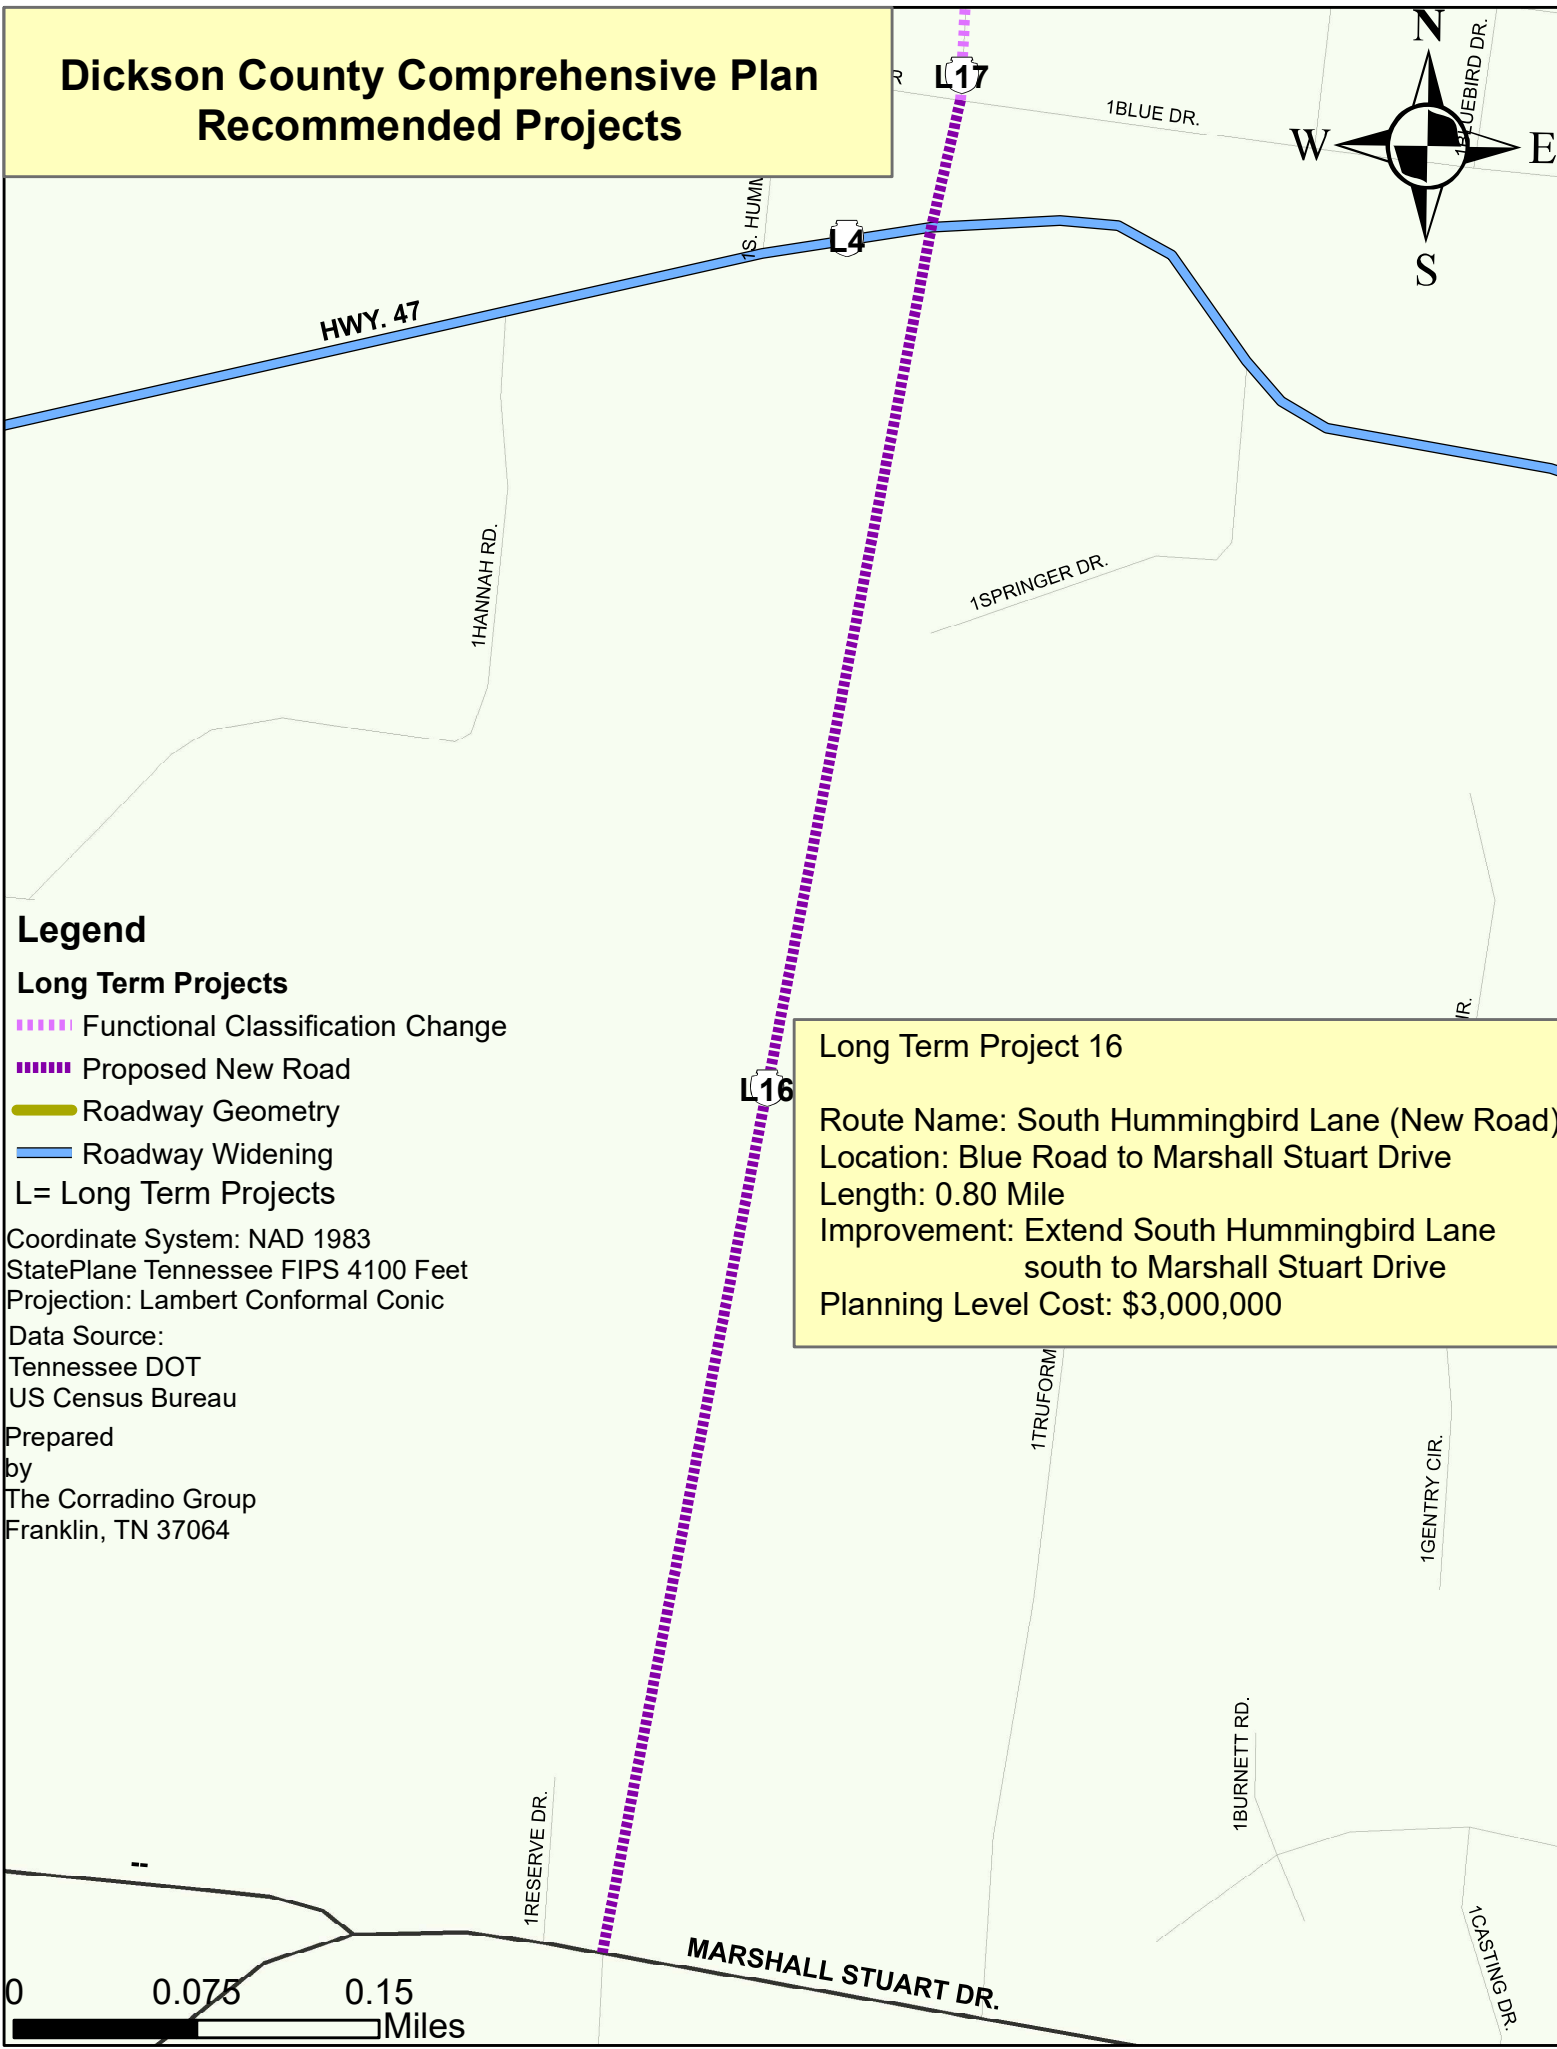 Dickson County Comprehensive Plan
Recommended Projects
R
L17
1BLUE DR.
1BLUEBIRD DR.
N
W
E
S
1S. HUMM
L4
HWY. 47
1HANNAH RD.
1SPRINGER DR.
Legend
Long Term Projects
Functional Classification Change
Proposed New Road
Roadway Geometry
Roadway Widening
L= Long Term Projects
Coordinate System: NAD 1983
StatePlane Tennessee FIPS 4100 Feet
Projection: Lambert Conformal Conic
Data Source:
Tennessee DOT
US Census Bureau
Prepared
by
The Corradino Group
Franklin, TN 37064
IR.
L16
Long Term Project 16
Route Name: South Hummingbird Lane (New Road)
Location: Blue Road to Marshall Stuart Drive
Length: 0.80 Mile
Improvement: Extend South Hummingbird Lane
south to Marshall Stuart Drive
Planning Level Cost: $3,000,000
1TRUFORM
1GENTRY CIR.
1BURNETT RD.
1RESERVE DR.
--
MARSHALL STUART DR.
1CASTING DR.
0 0.075 0.15
Miles